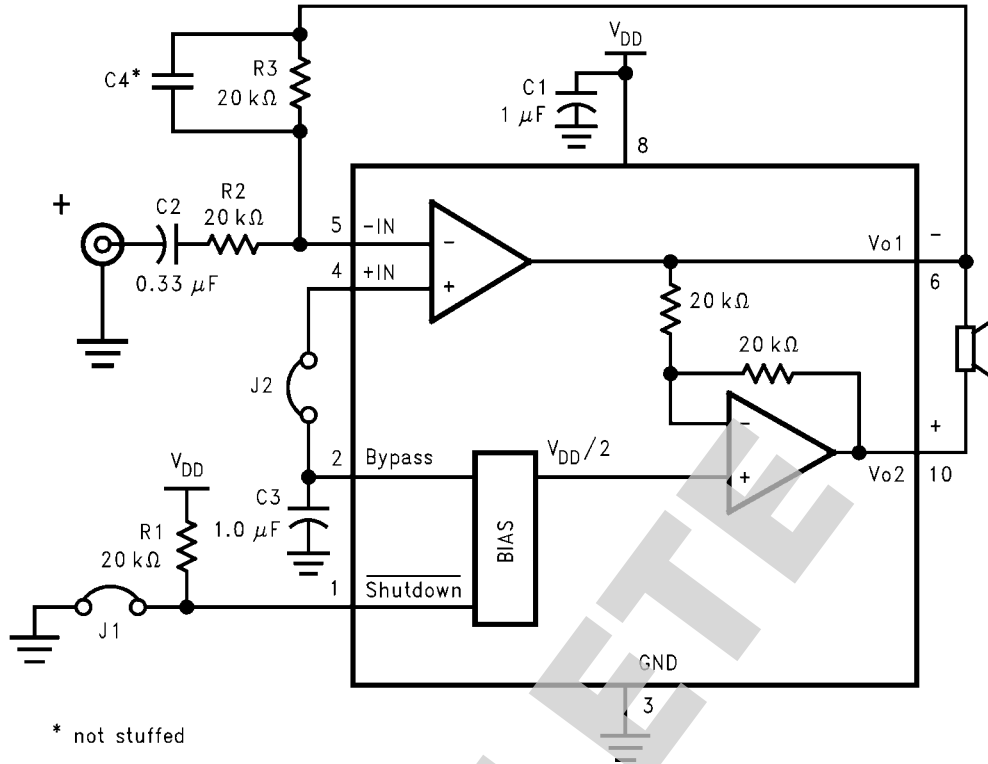 V_DD
C4*
R3
20 kΩ
C1
1 μF
8
+
C2
R2
20 kΩ
0.33 μF
5
-IN
-
4
+IN
+
Vo1
-
6
20 kΩ
20 kΩ
J2
-
+
V_DD
2
Bypass
V_DD/2
+
Vo2
10
C3
1.0 μF
BIAS
R1
20 kΩ
1
Shutdown
J1
GND
3
* not stuffed
ETE